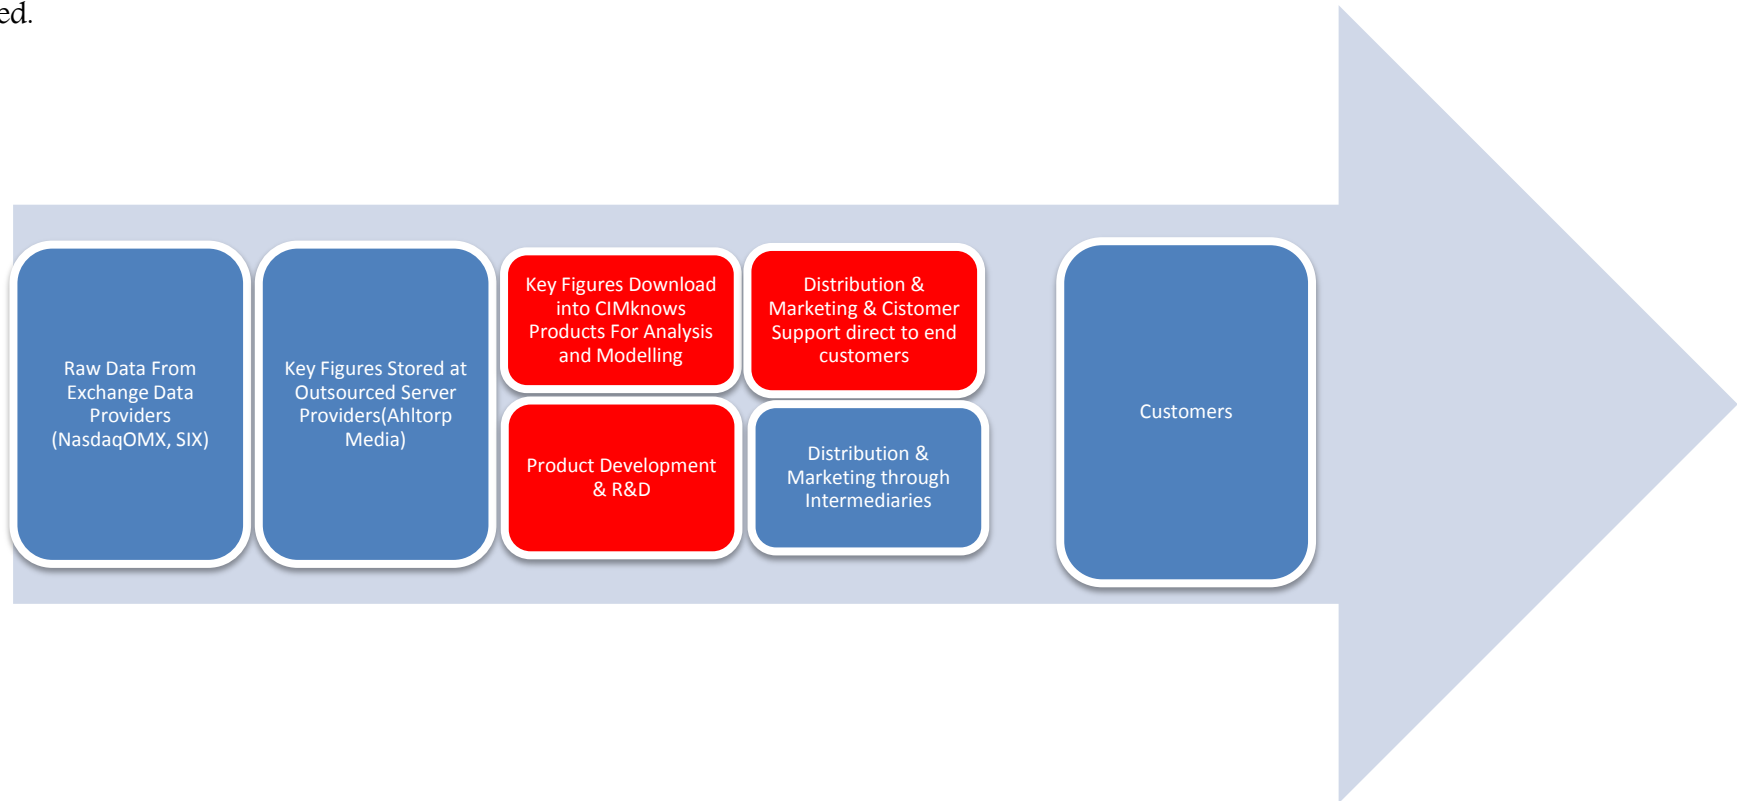 ed.
Raw Data From
Exchange Data
Providers
(NasdaqOMX, SIX)
Key Figures Stored at
Outsourced Server
Providers(Ahltorp
Media)
Key Figures Download
into CIMknows
Products For Analysis
and Modelling
Product Development
& R&D
Distribution &
Marketing & Cistomer
Support direct to end
customers
Distribution &
Marketing through
Intermediaries
Customers